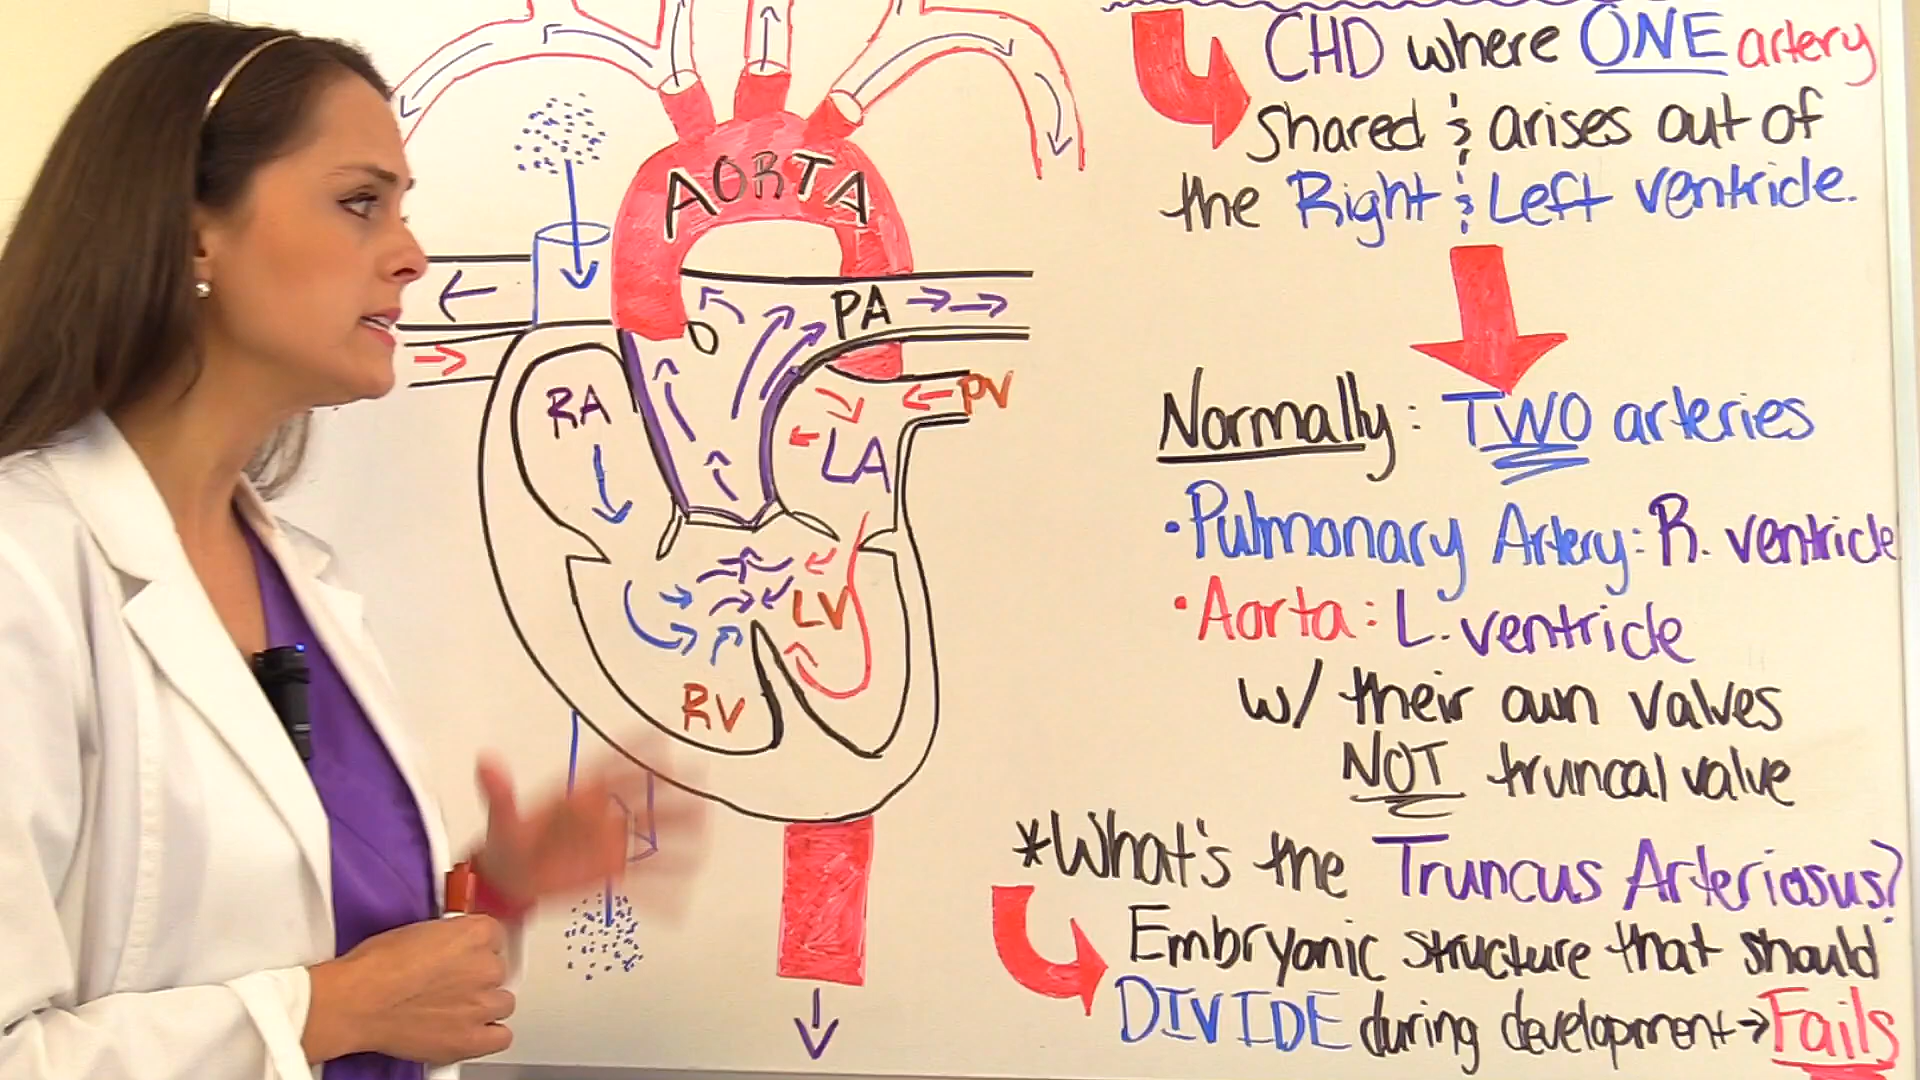 CHD where ONE artery
shared & arises out of
the Right & Left ventricle.
Normally: TWO arteries
• Pulmonary Artery: R. ventricle
• Aorta: L. ventricle
w/ their own valves
NOT truncal valve
*What's the Truncus Arteriosus?
Embryonic structure that should
DIVIDE during development → Fails
AORTA
PA
PV
RA
LA
LV
RV